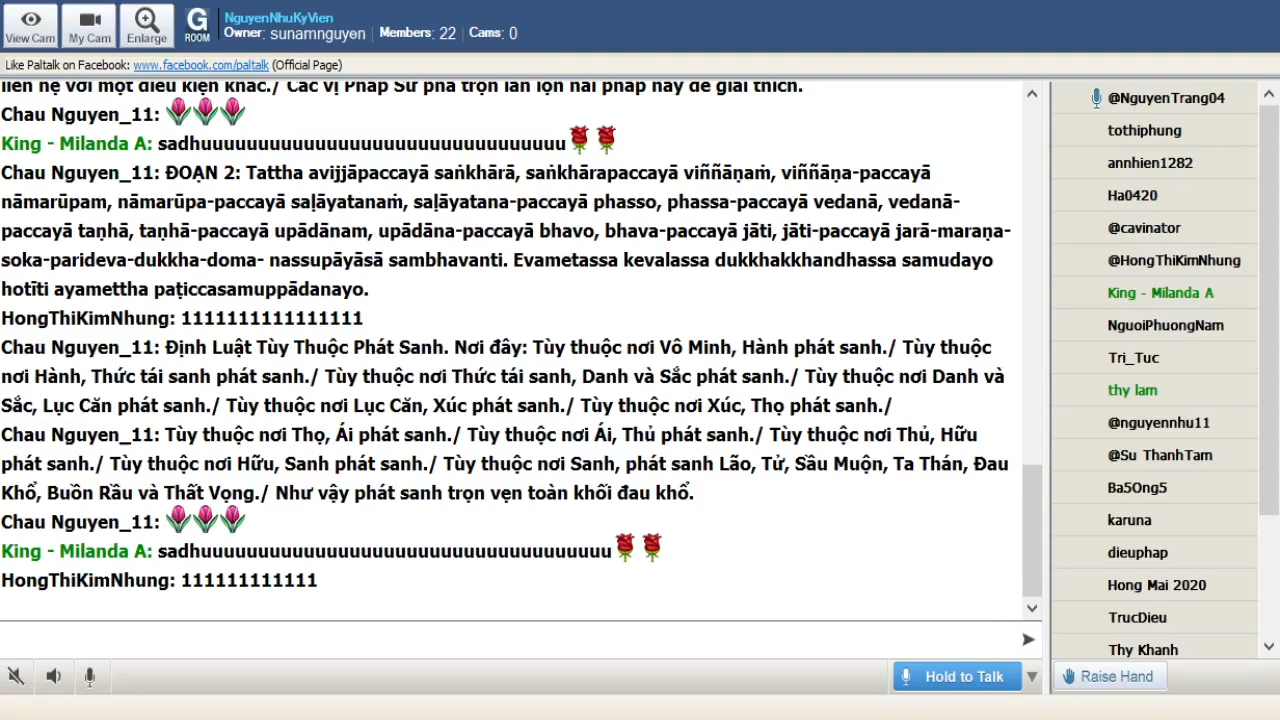 View Cam
My Cam
Enlarge
G
ROOM
NguyenNhuKyVien
Owner: sunamnguyen | Members: 22 | Cams: 0
Like Paltalk on Facebook: www.facebook.com/paltalk (Official Page)
liên hệ với một điều kiện khác./ Các vị Pháp Sư pha trộn lẫn lộn hai pháp này để giải thích.
Chau Nguyen_11:
King - Milanda A: sadhuuuuuuuuuuuuuuuuuuuuuuuuuuuuuuuu
Chau Nguyen_11: ĐOẠN 2: Tattha avijjāpaccayā saṅkhārā, saṅkhārapaccayā viññāṇaṁ, viññāṇa-paccayā
nāmarūpam, nāmarūpa-paccayā saḷāyatanaṁ, saḷāyatana-paccayā phasso, phassa-paccayā vedanā, vedanā-
paccayā taṇhā, taṇhā-paccayā upādānam, upādāna-paccayā bhavo, bhava-paccayā jāti, jāti-paccayā jarā-maraṇa-
soka-parideva-dukkha-doma- nassupāyāsā sambhavanti. Evametassa kevalassa dukkhakkhandhassa samudayo
hotīti ayamettha paṭiccasamuppādanayo.
HongThiKimNhung: 1111111111111111
Chau Nguyen_11: Định Luật Tùy Thuộc Phát Sanh. Nơi đây: Tùy thuộc nơi Vô Minh, Hành phát sanh./ Tùy thuộc
nơi Hành, Thức tái sanh phát sanh./ Tùy thuộc nơi Thức tái sanh, Danh và Sắc phát sanh./ Tùy thuộc nơi Danh và
Sắc, Lục Căn phát sanh./ Tùy thuộc nơi Lục Căn, Xúc phát sanh./ Tùy thuộc nơi Xúc, Thọ phát sanh./
Chau Nguyen_11: Tùy thuộc nơi Thọ, Ái phát sanh./ Tùy thuộc nơi Ái, Thủ phát sanh./ Tùy thuộc nơi Thủ, Hữu
phát sanh./ Tùy thuộc nơi Hữu, Sanh phát sanh./ Tùy thuộc nơi Sanh, phát sanh Lão, Tử, Sầu Muộn, Ta Thán, Đau
Khổ, Buồn Rầu và Thất Vọng./ Như vậy phát sanh trọn vẹn toàn khối đau khổ.
Chau Nguyen_11:
King - Milanda A: sadhuuuuuuuuuuuuuuuuuuuuuuuuuuuuuuuuuuuu
HongThiKimNhung: 111111111111
Hold to Talk
@NguyenTrang04
tothiphung
annhien1282
Ha0420
@cavinator
@HongThiKimNhung
King - Milanda A
NguoiPhuongNam
Tri_Tuc
thy lam
@nguyennhu11
@Su ThanhTam
Ba5Ong5
karuna
dieuphap
Hong Mai 2020
TrucDieu
Thy Khanh
Raise Hand